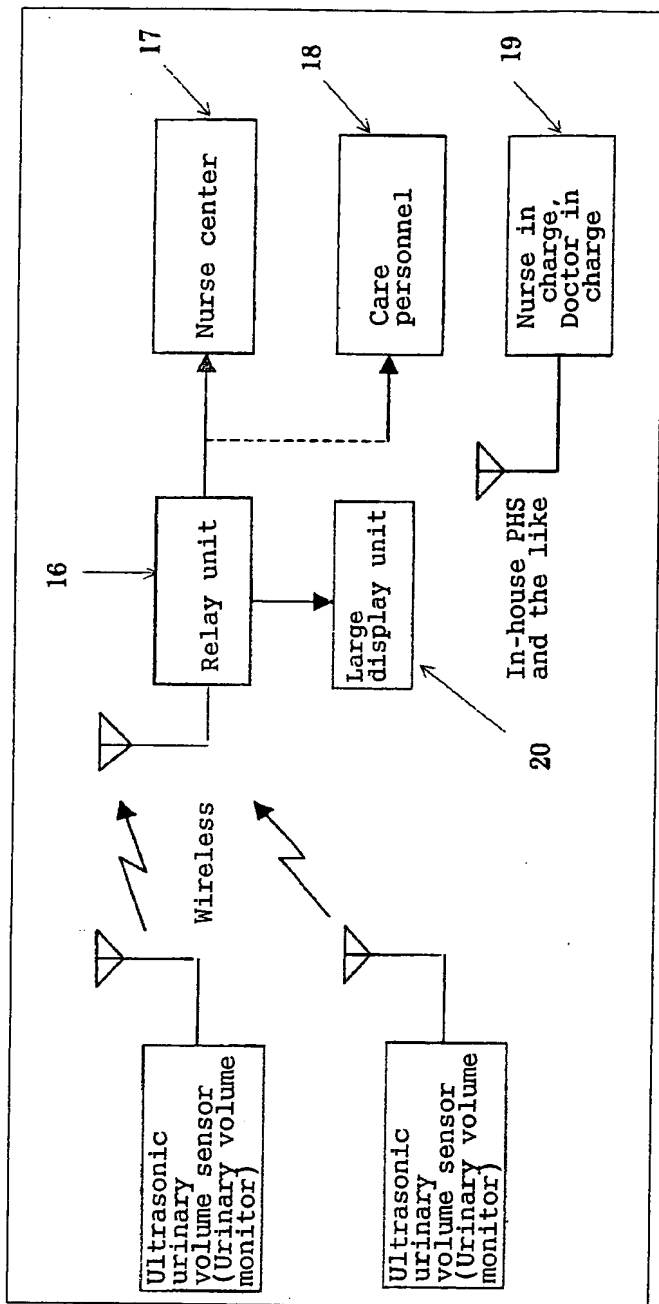 Ultrasonic
urinary
volume sensor
(Urinary volume
monitor)
Ultrasonic
urinary
volume sensor
(Urinary volume
monitor)
Wireless
16
Relay unit
Large
display unit
20
Nurse center
17
Care
personnel
18
In-house PHS
and the like
Nurse in
charge,
Doctor in
charge
19